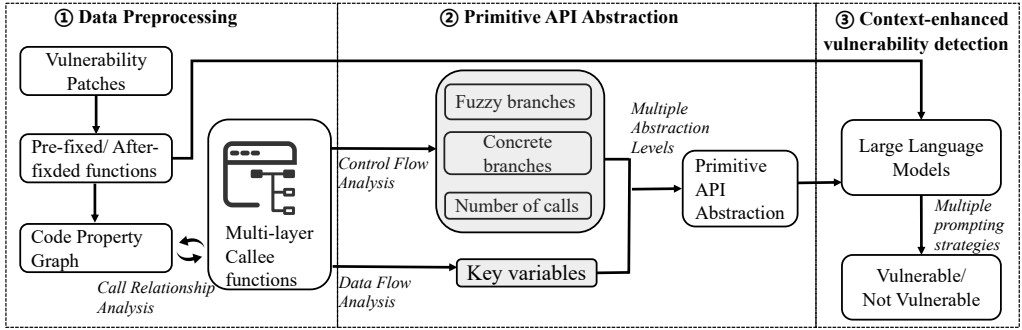 ① Data Preprocessing
Vulnerability
Patches
Pre-fixed/ After-
fixded functions
Code Property
Graph
Call Relationship
Analysis
Multi-layer
Callee
functions
② Primitive API Abstraction
Control Flow
Analysis
Data Flow
Analysis
Fuzzy branches
Concrete
branches
Number of calls
Key variables
Multiple
Abstraction
Levels
Primitive
API
Abstraction
③ Context-enhanced
vulnerability detection
Large Language
Models
Multiple
prompting
strategies
Vulnerable/
Not Vulnerable